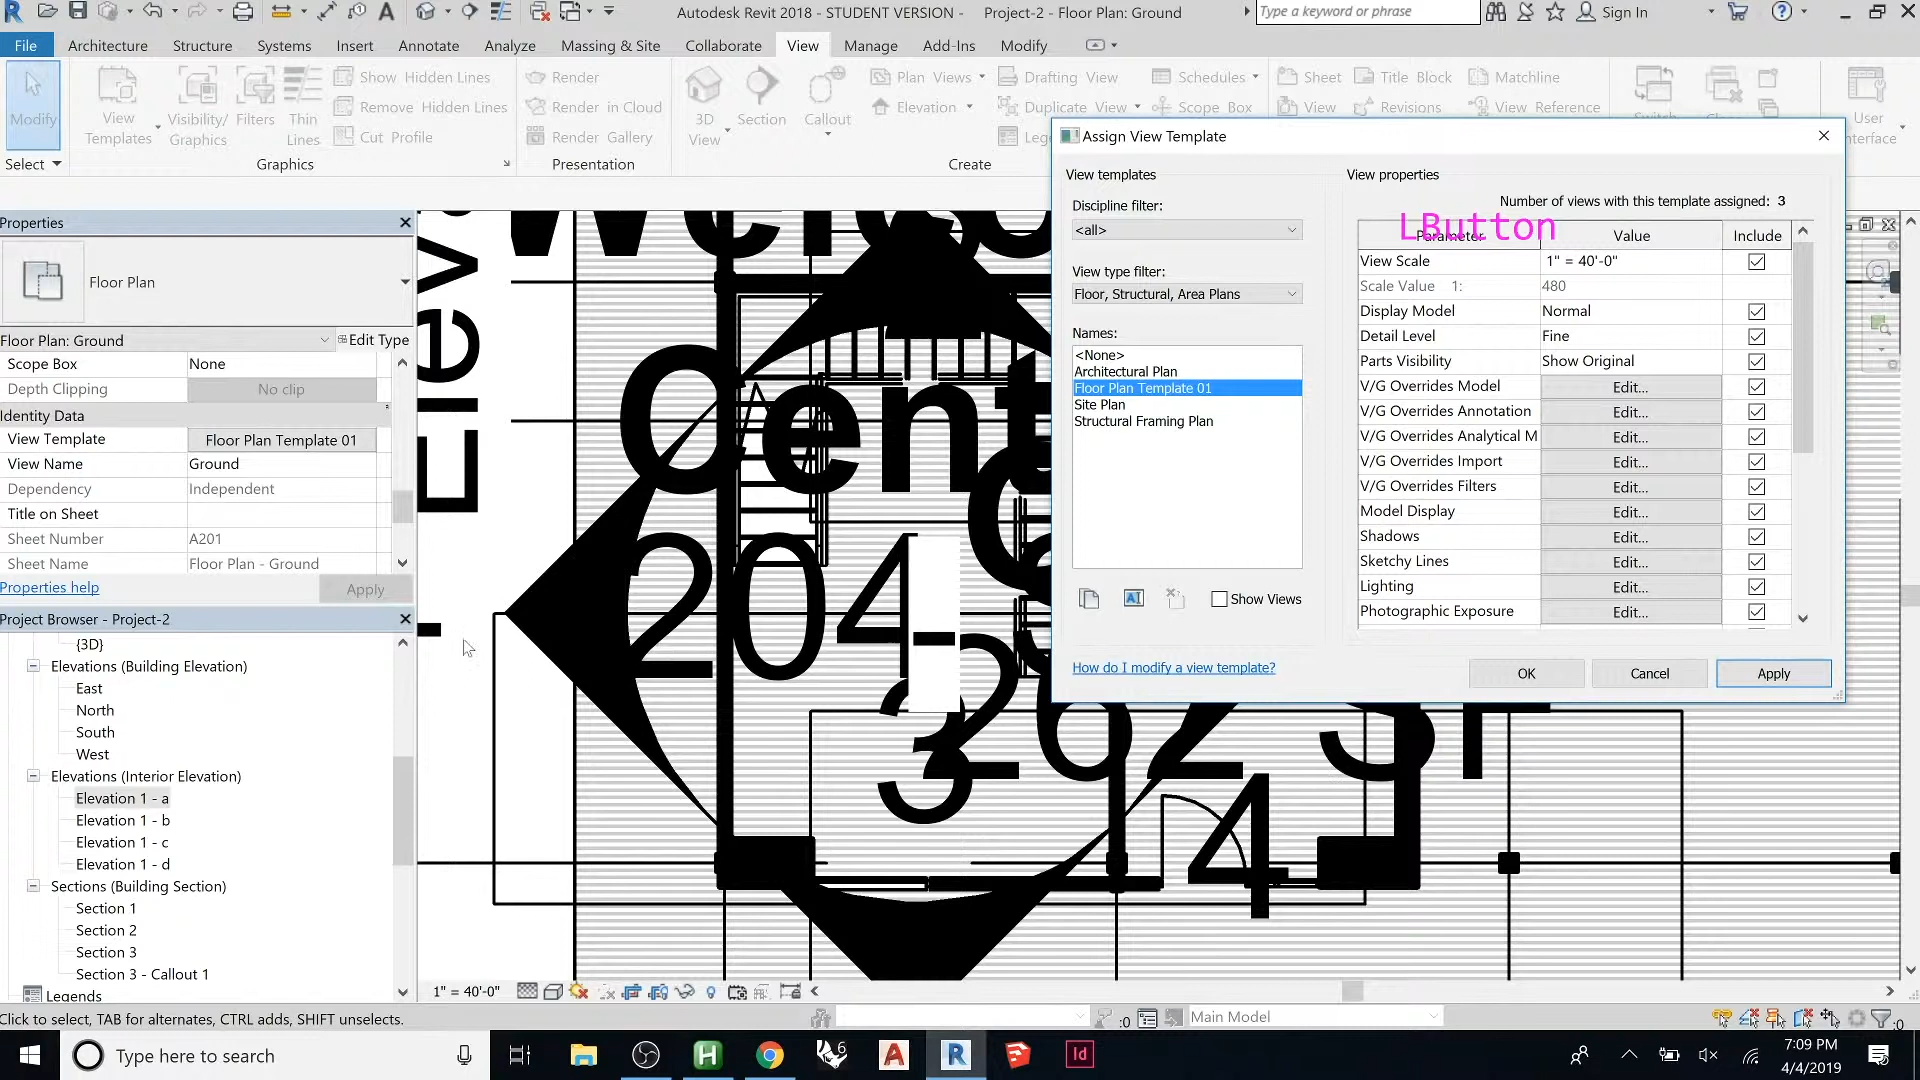 Autodesk Revit 2018 - STUDENT VERSION - Project-2 - Floor Plan: Ground
Type a keyword or phrase
Sign In
File Architecture Structure Systems Insert Annotate Analyze Massing & Site Collaborate View Manage Add-Ins Modify
Show Hidden Lines
Render
Plan Views
Drafting View
Schedules
Sheet
Title Block
Matchline
Remove Hidden Lines
Render in Cloud
Elevation
Duplicate View
Scope Box
View
Revisions
View Reference
Cut Profile
Render Gallery
Modify
View Templates
Visibility/ Graphics
Filters
Thin Lines
3D View
Section
Callout
User
Select
Graphics
Presentation
Create
Assign View Template
View templates
Discipline filter:
<all>
View type filter:
Floor, Structural, Area Plans
Names:
<None>
Architectural Plan
Floor Plan Template 01
Site Plan
Structural Framing Plan
Show Views
How do I modify a view template?
View properties
Number of views with this template assigned: 3
LButton
Parameter Value Include
View Scale 1" = 40'-0"
Scale Value 1: 480
Display Model Normal
Detail Level Fine
Parts Visibility Show Original
V/G Overrides Model Edit...
V/G Overrides Annotation Edit...
V/G Overrides Analytical M Edit...
V/G Overrides Import Edit...
V/G Overrides Filters Edit...
Model Display Edit...
Shadows Edit...
Sketchy Lines Edit...
Lighting Edit...
Photographic Exposure Edit...
OK Cancel Apply
Properties
Floor Plan
Floor Plan: Ground Edit Type
Scope Box None
Depth Clipping No clip
Identity Data
View Template Floor Plan Template 01
View Name Ground
Dependency Independent
Title on Sheet
Sheet Number A201
Sheet Name Floor Plan - Ground
Properties help Apply
Project Browser - Project-2
{3D}
Elevations (Building Elevation)
East
North
South
West
Elevations (Interior Elevation)
Elevation 1 - a
Elevation 1 - b
Elevation 1 - c
Elevation 1 - d
Sections (Building Section)
Section 1
Section 2
Section 3
Section 3 - Callout 1
Legends
204
3
4
1" = 40'-0"
Click to select, TAB for alternates, CTRL adds, SHIFT unselects.
:0
Main Model
:0
Type here to search
7:09 PM
4/4/2019